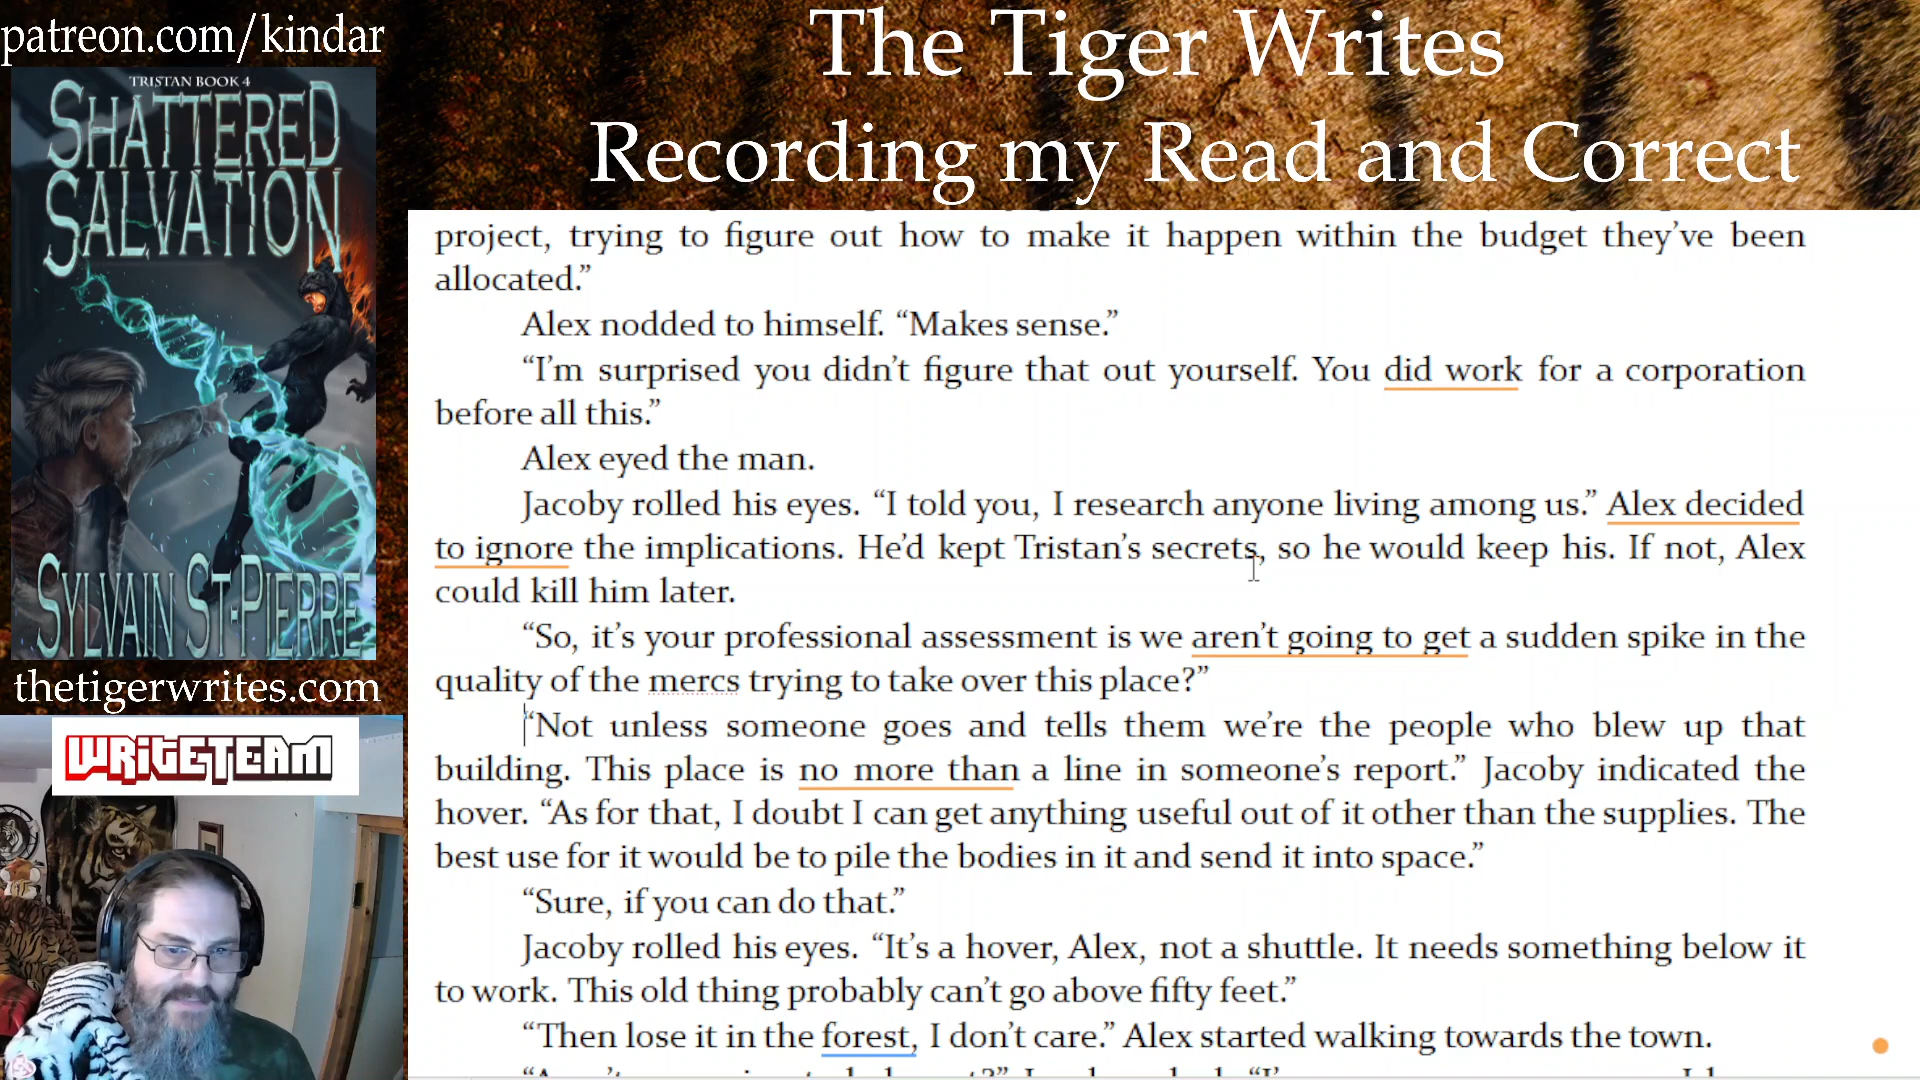 patreon.com/kindar
TRISTAN BOOK 4
SHATTERED
SALVATION
SYLVAIN ST-PIERRE
thetigerwrites.com
WRITETEAM
The Tiger Writes
Recording my Read and Correct
project, trying to figure out how to make it happen within the budget they’ve been
allocated.”
Alex nodded to himself. “Makes sense.”
“I’m surprised you didn’t figure that out yourself. You did work for a corporation
before all this.”
Alex eyed the man.
Jacoby rolled his eyes. “I told you, I research anyone living among us.” Alex decided
to ignore the implications. He’d kept Tristan’s secrets, so he would keep his. If not, Alex
could kill him later.
“So, it’s your professional assessment is we aren’t going to get a sudden spike in the
quality of the mercs trying to take over this place?”
“Not unless someone goes and tells them we’re the people who blew up that
building. This place is no more than a line in someone’s report.” Jacoby indicated the
hover. “As for that, I doubt I can get anything useful out of it other than the supplies. The
best use for it would be to pile the bodies in it and send it into space.”
“Sure, if you can do that.”
Jacoby rolled his eyes. “It’s a hover, Alex, not a shuttle. It needs something below it
to work. This old thing probably can’t go above fifty feet.”
“Then lose it in the forest, I don’t care.” Alex started walking towards the town.